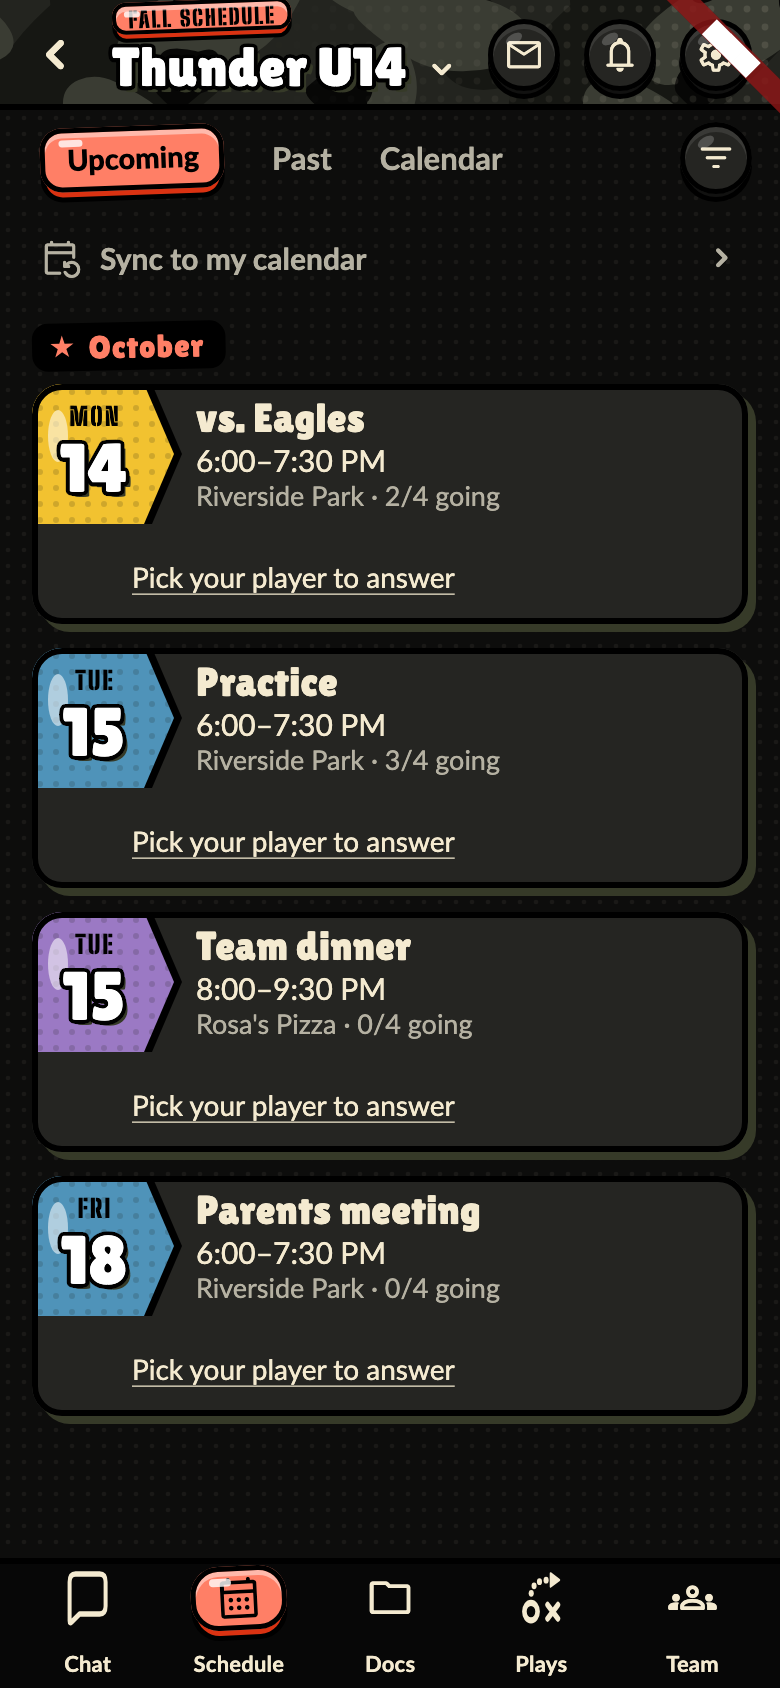 FALL SCHEDULE
Thunder U14
Upcoming
Past
Calendar
Sync to my calendar
★ October
MON
14
vs. Eagles
6:00–7:30 PM
Riverside Park · 2/4 going
Pick your player to answer
TUE
15
Practice
6:00–7:30 PM
Riverside Park · 3/4 going
Pick your player to answer
TUE
15
Team dinner
8:00–9:30 PM
Rosa's Pizza · 0/4 going
Pick your player to answer
FRI
18
Parents meeting
6:00–7:30 PM
Riverside Park · 0/4 going
Pick your player to answer
Chat
Schedule
Docs
Plays
Team